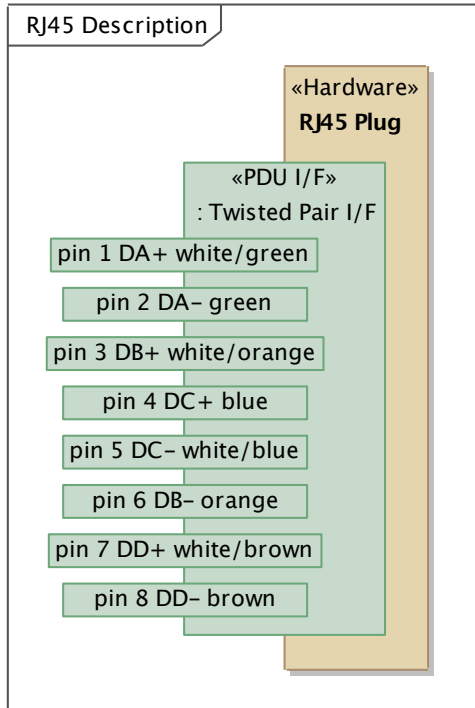 RJ45 Description
«Hardware»
RJ45 Plug
«PDU I/F»
: Twisted Pair I/F
pin 1 DA+ white/green
pin 2 DA– green
pin 3 DB+ white/orange
pin 4 DC+ blue
pin 5 DC– white/blue
pin 6 DB– orange
pin 7 DD+ white/brown
pin 8 DD– brown